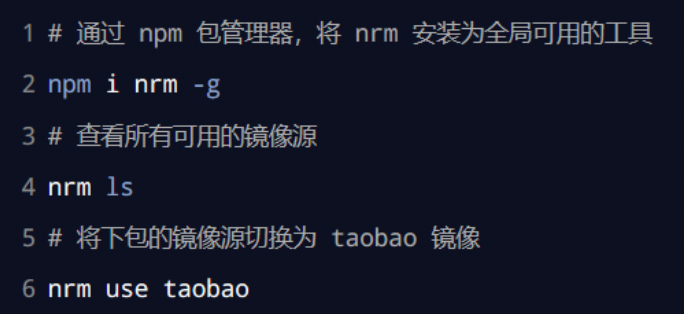 1 # 通过 npm 包管理器，将 nrm 安装为全局可用的工具
2 npm i nrm -g
3 # 查看所有可用的镜像源
4 nrm ls
5 # 将下包的镜像源切换为 taobao 镜像
6 nrm use taobao